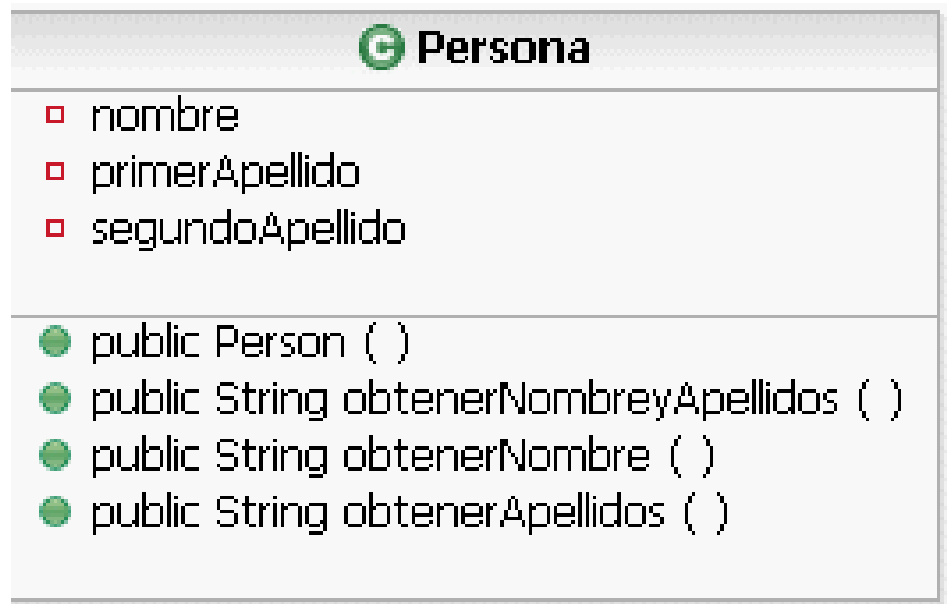 C Persona
nombre
primerApellido
segundoApellido
public Person ( )
public String obtenerNombreyApellidos ( )
public String obtenerNombre ( )
public String obtenerApellidos ( )